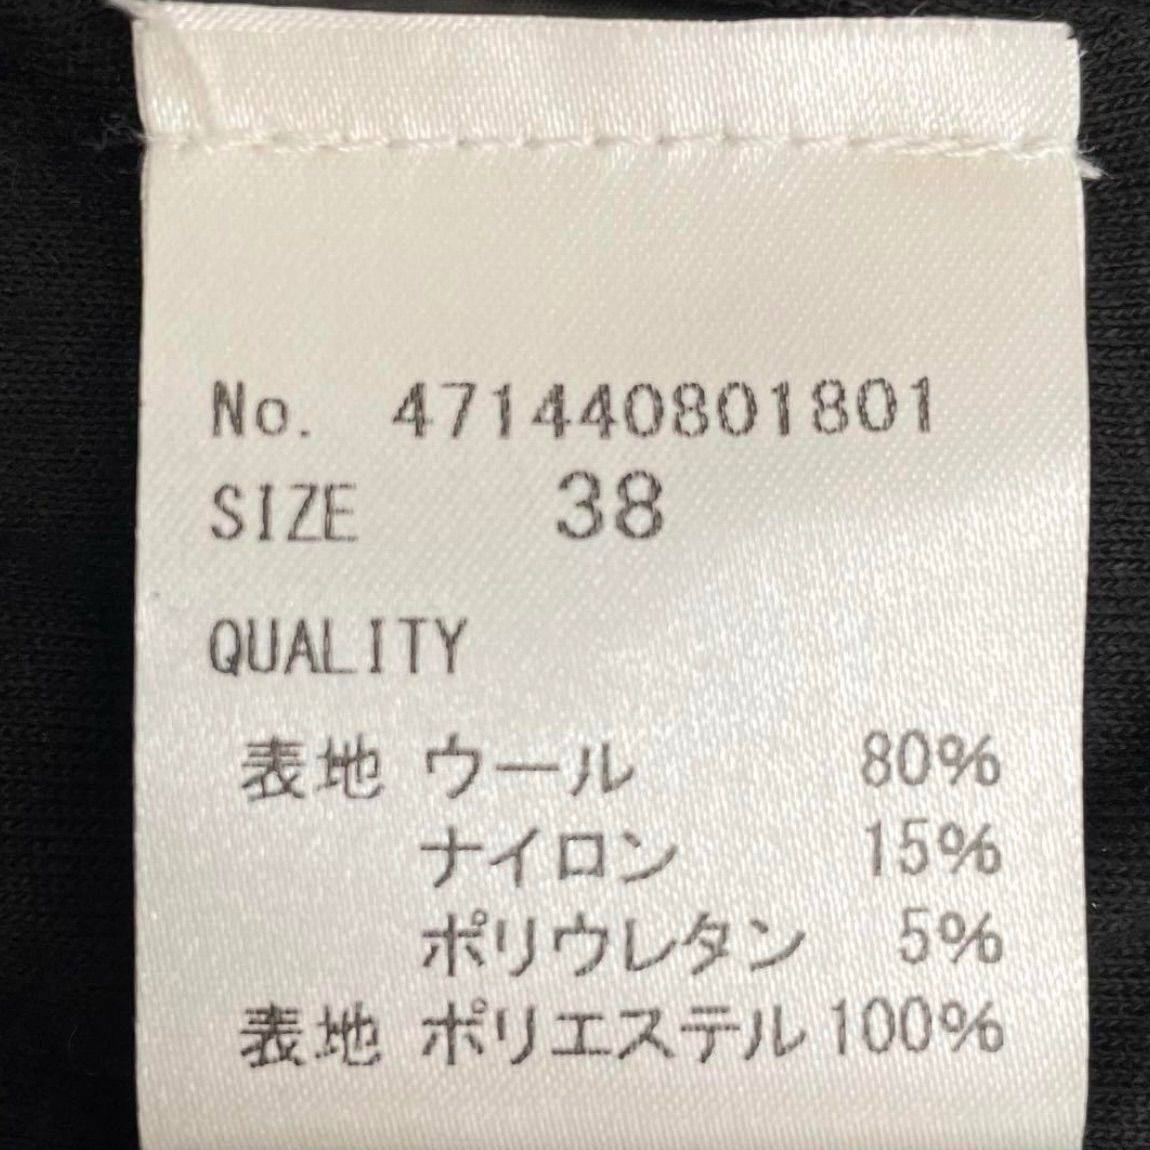 No. 471440801801
SIZE 38
QUALITY
表地 ウール 80%
ナイロン 15%
ポリウレタン 5%
表地 ポリエステル 100%